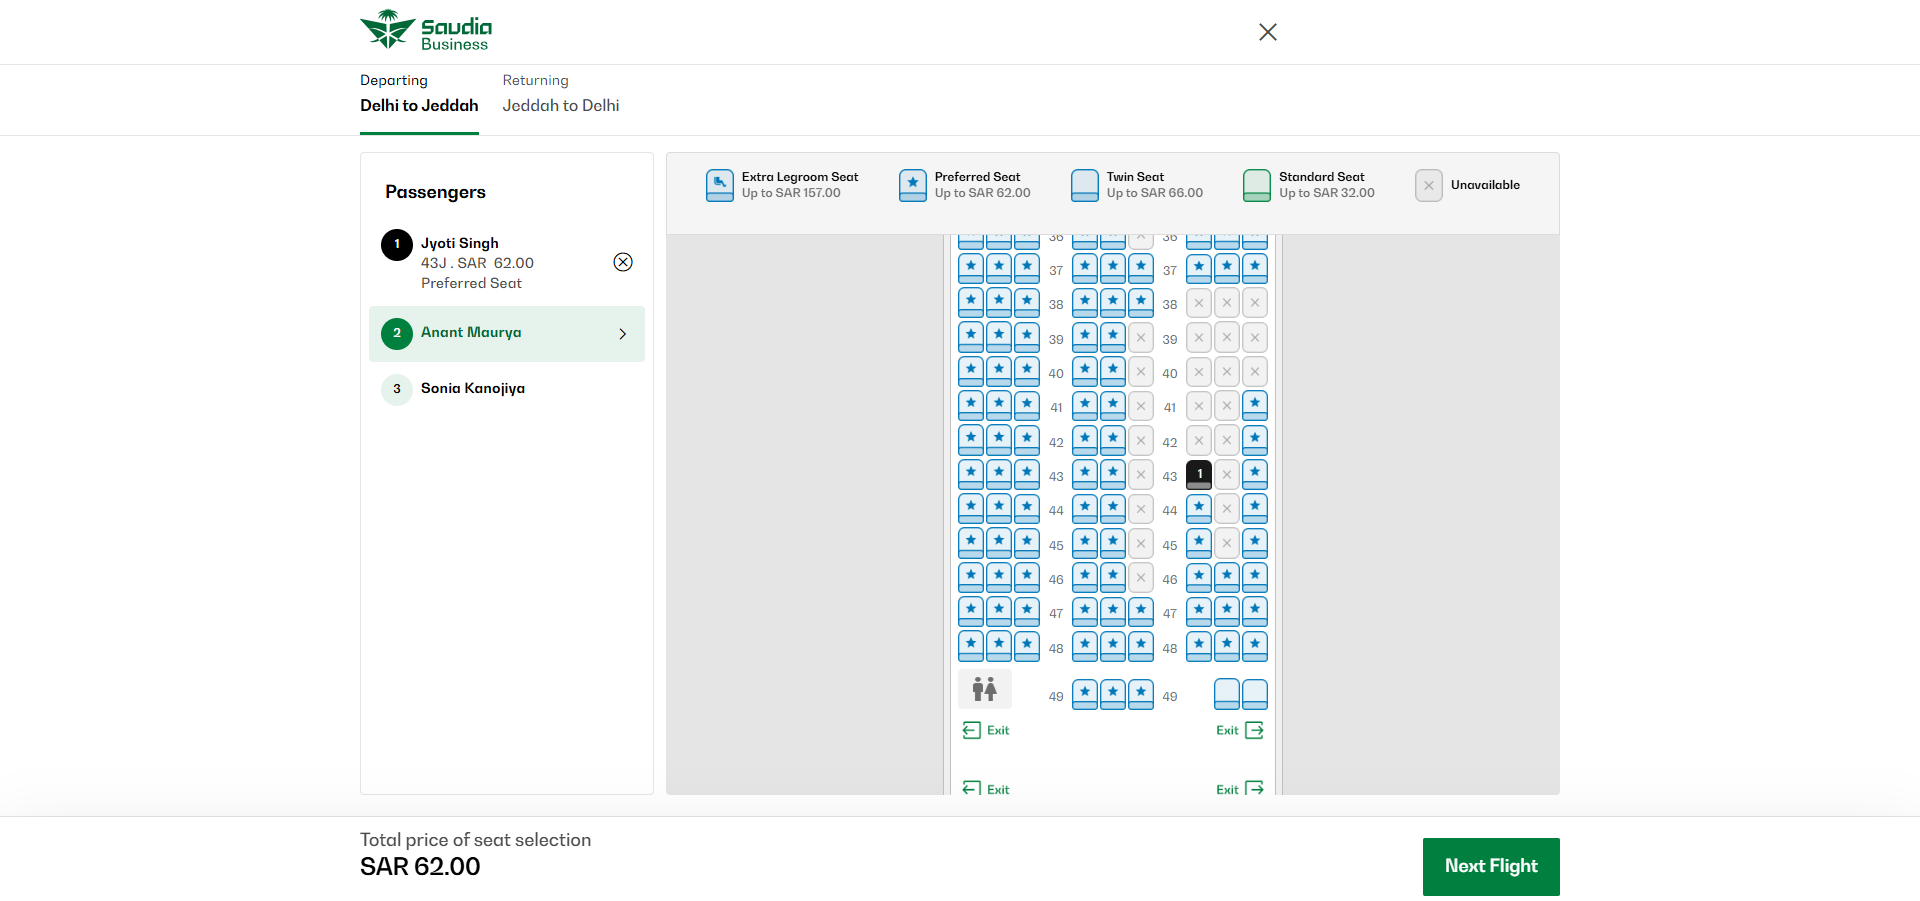 Saudia
Business
Departing
Delhi to Jeddah
Returning
Jeddah to Delhi
Passengers
1
Jyoti Singh
43J . SAR 62.00
Preferred Seat
2
Anant Maurya
3
Sonia Kanojiya
Extra Legroom Seat
Up to SAR 157.00
Preferred Seat
Up to SAR 62.00
Twin Seat
Up to SAR 66.00
Standard Seat
Up to SAR 32.00
Unavailable
36 36
37 37
38 38
39 39
40 40
41 41
42 42
43 43 1
44 44
45 45
46 46
47 47
48 48
49 49
Exit Exit
Exit Exit
Total price of seat selection
SAR 62.00
Next Flight